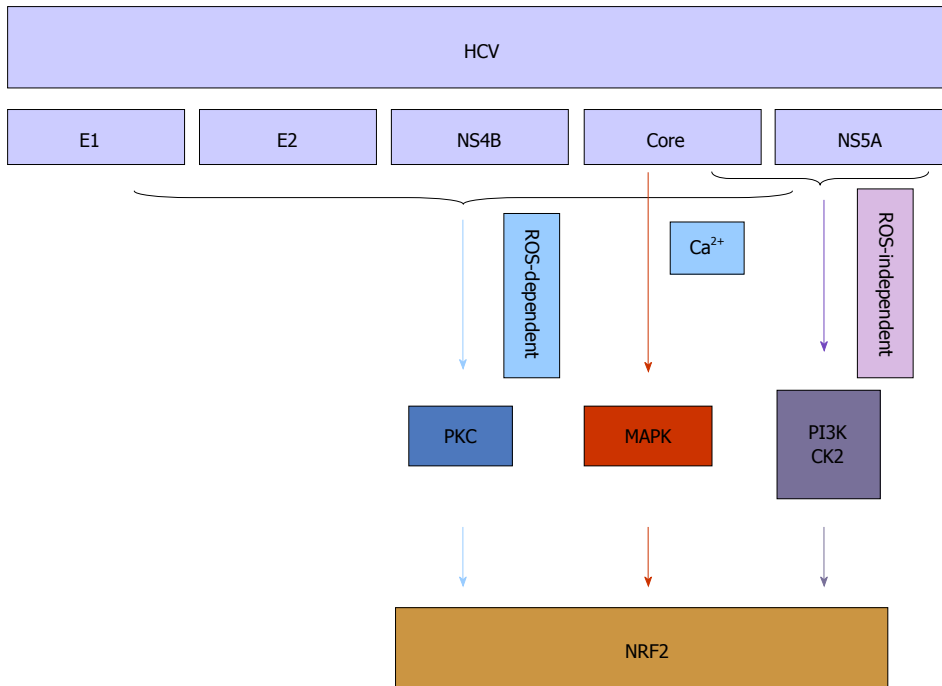 HCV
E1
E2
NS4B
Core
NS5A
ROS-dependent
Ca²⁺
ROS-independent
PKC
MAPK
PI3K
CK2
NRF2